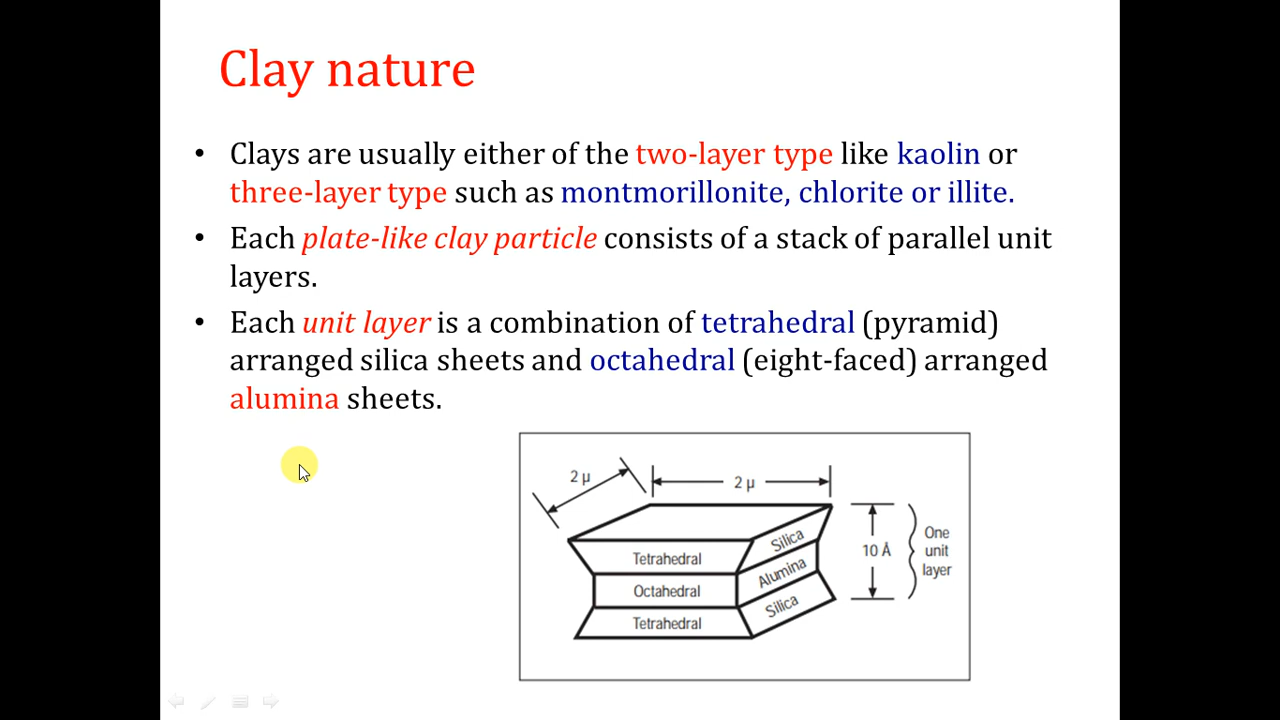 Clay nature
• Clays are usually either of the two-layer type like kaolin or
three-layer type such as montmorillonite, chlorite or illite.
• Each plate-like clay particle consists of a stack of parallel unit
layers.
• Each unit layer is a combination of tetrahedral (pyramid)
arranged silica sheets and octahedral (eight-faced) arranged
alumina sheets.
2 μ
2 μ
Tetrahedral
Silica
Octahedral
Alumina
Tetrahedral
Silica
10 Å
One
unit
layer